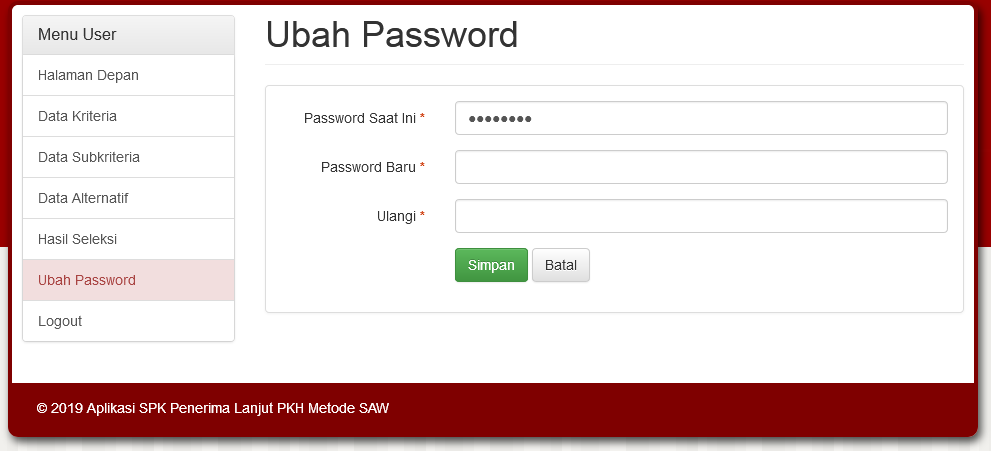 Menu User
Halaman Depan
Data Kriteria
Data Subkriteria
Data Alternatif
Hasil Seleksi
Ubah Password
Logout
Ubah Password
Password Saat Ini *
••••••••
Password Baru *
Ulangi *
Simpan Batal
© 2019 Aplikasi SPK Penerima Lanjut PKH Metode SAW